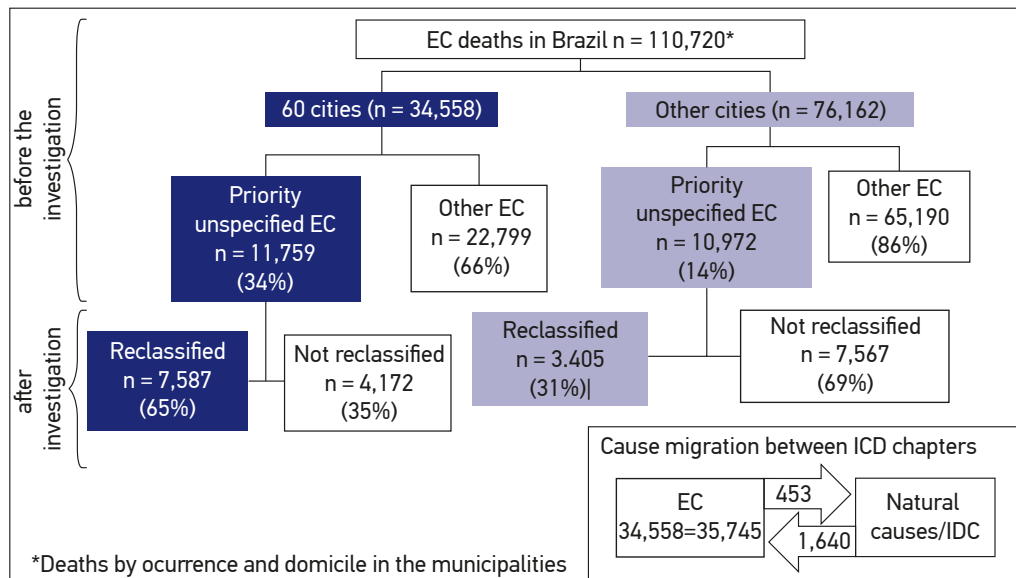 EC deaths in Brazil n = 110,720*
before the
investigation
60 cities (n = 34,558)
Other cities (n = 76,162)
Priority
unspecified EC
n = 11,759
(34%)
Other EC
n = 22,799
(66%)
Priority
unspecified EC
n = 10,972
(14%)
Other EC
n = 65,190
(86%)
after
investigation
Reclassified
n = 7,587
(65%)
Not reclassified
n = 4,172
(35%)
Reclassified
n = 3.405
(31%)|
Not reclassified
n = 7,567
(69%)
Cause migration between ICD chapters
EC
34,558=35,745
453
1,640
Natural
causes/IDC
*Deaths by ocurrence and domicile in the municipalities